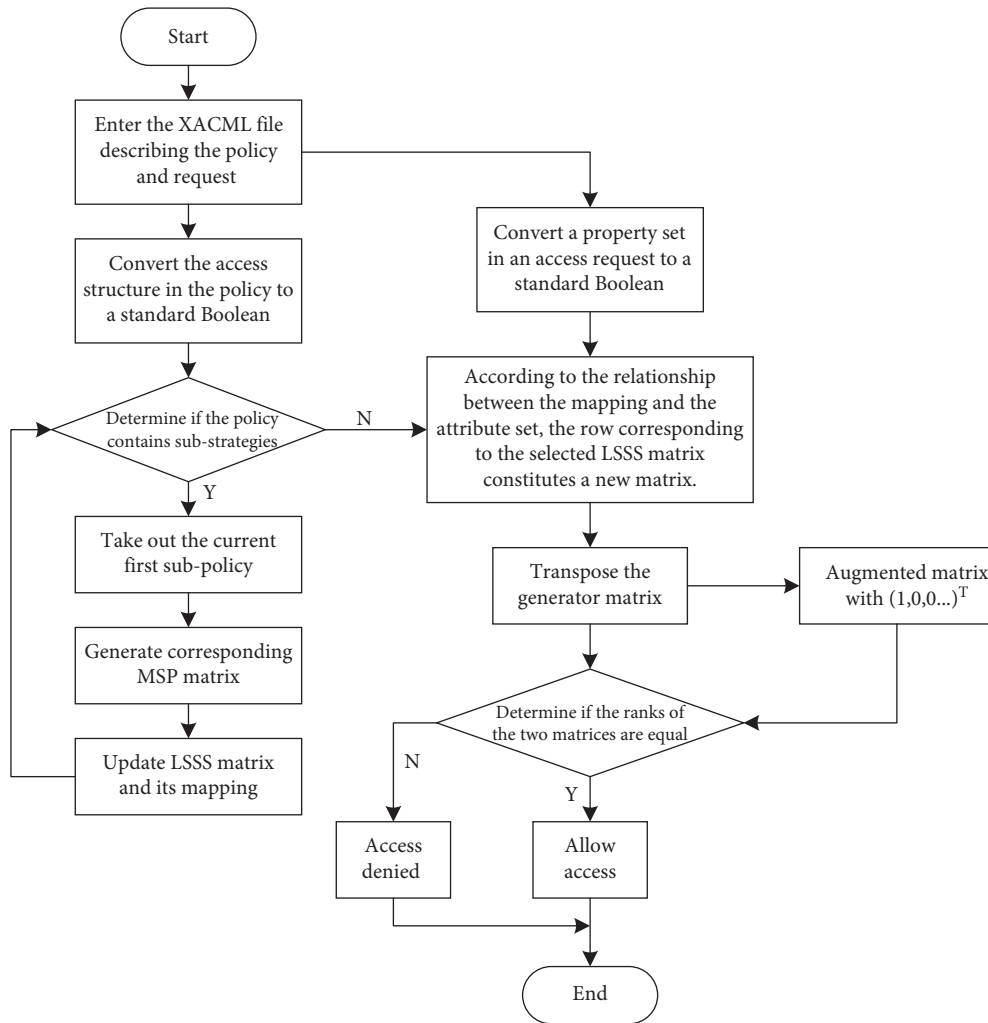 Start
Enter the XACML file
describing the policy
and request
Convert the access
structure in the policy to
a standard Boolean
Determine if the policy
contains sub-strategies
N
Y
Take out the current
first sub-policy
Generate corresponding
MSP matrix
Update LSSS matrix
and its mapping
Convert a property set
in an access request to a
standard Boolean
According to the relationship
between the mapping and the
attribute set, the row corresponding
to the selected LSSS matrix
constitutes a new matrix.
Transpose the
generator matrix
Augmented matrix
with (1,0,0...)ᵀ
Determine if the ranks of
the two matrices are equal
N
Y
Access
denied
Allow
access
End